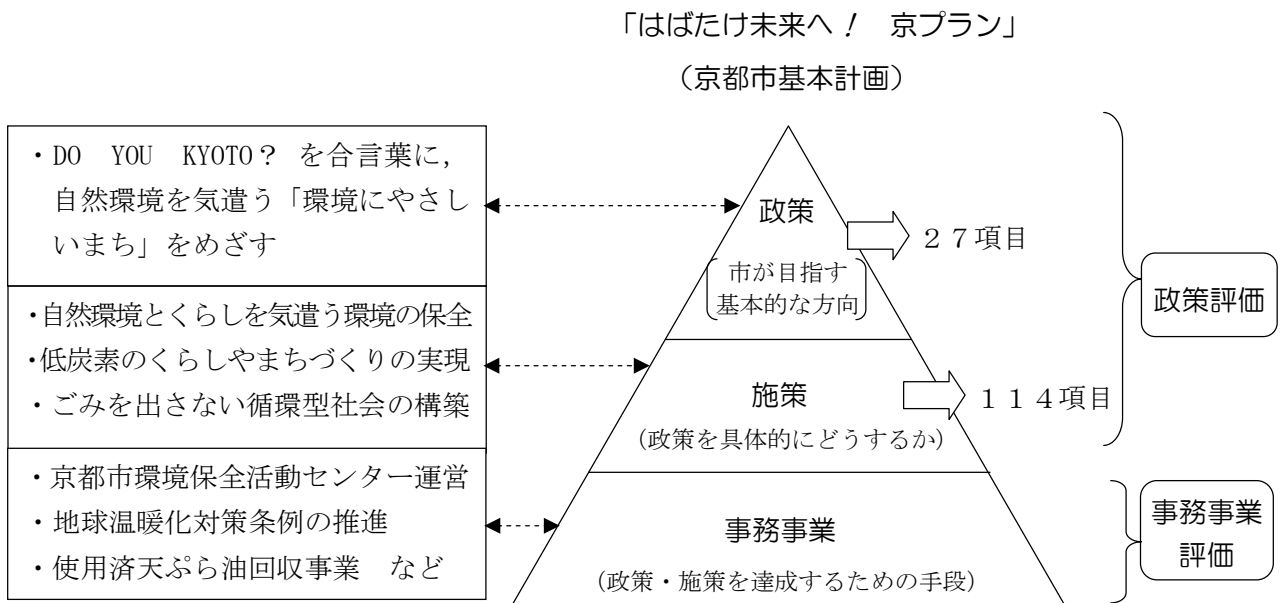 「はばたけ未来へ！　京プラン」
（京都市基本計画）
・DO　YOU　KYOTO？ を合言葉に，
自然環境を気遣う「環境にやさし
いまち」をめざす
・自然環境とくらしを気遣う環境の保全
・低炭素のくらしやまちづくりの実現
・ごみを出さない循環型社会の構築
・京都市環境保全活動センター運営
・地球温暖化対策条例の推進
・使用済天ぷら油回収事業　など
政策
市が目指す
基本的な方向
２７項目
施策
（政策を具体的にどうするか）
１１４項目
事務事業
（政策・施策を達成するための手段）
政策評価
事務事業
評価